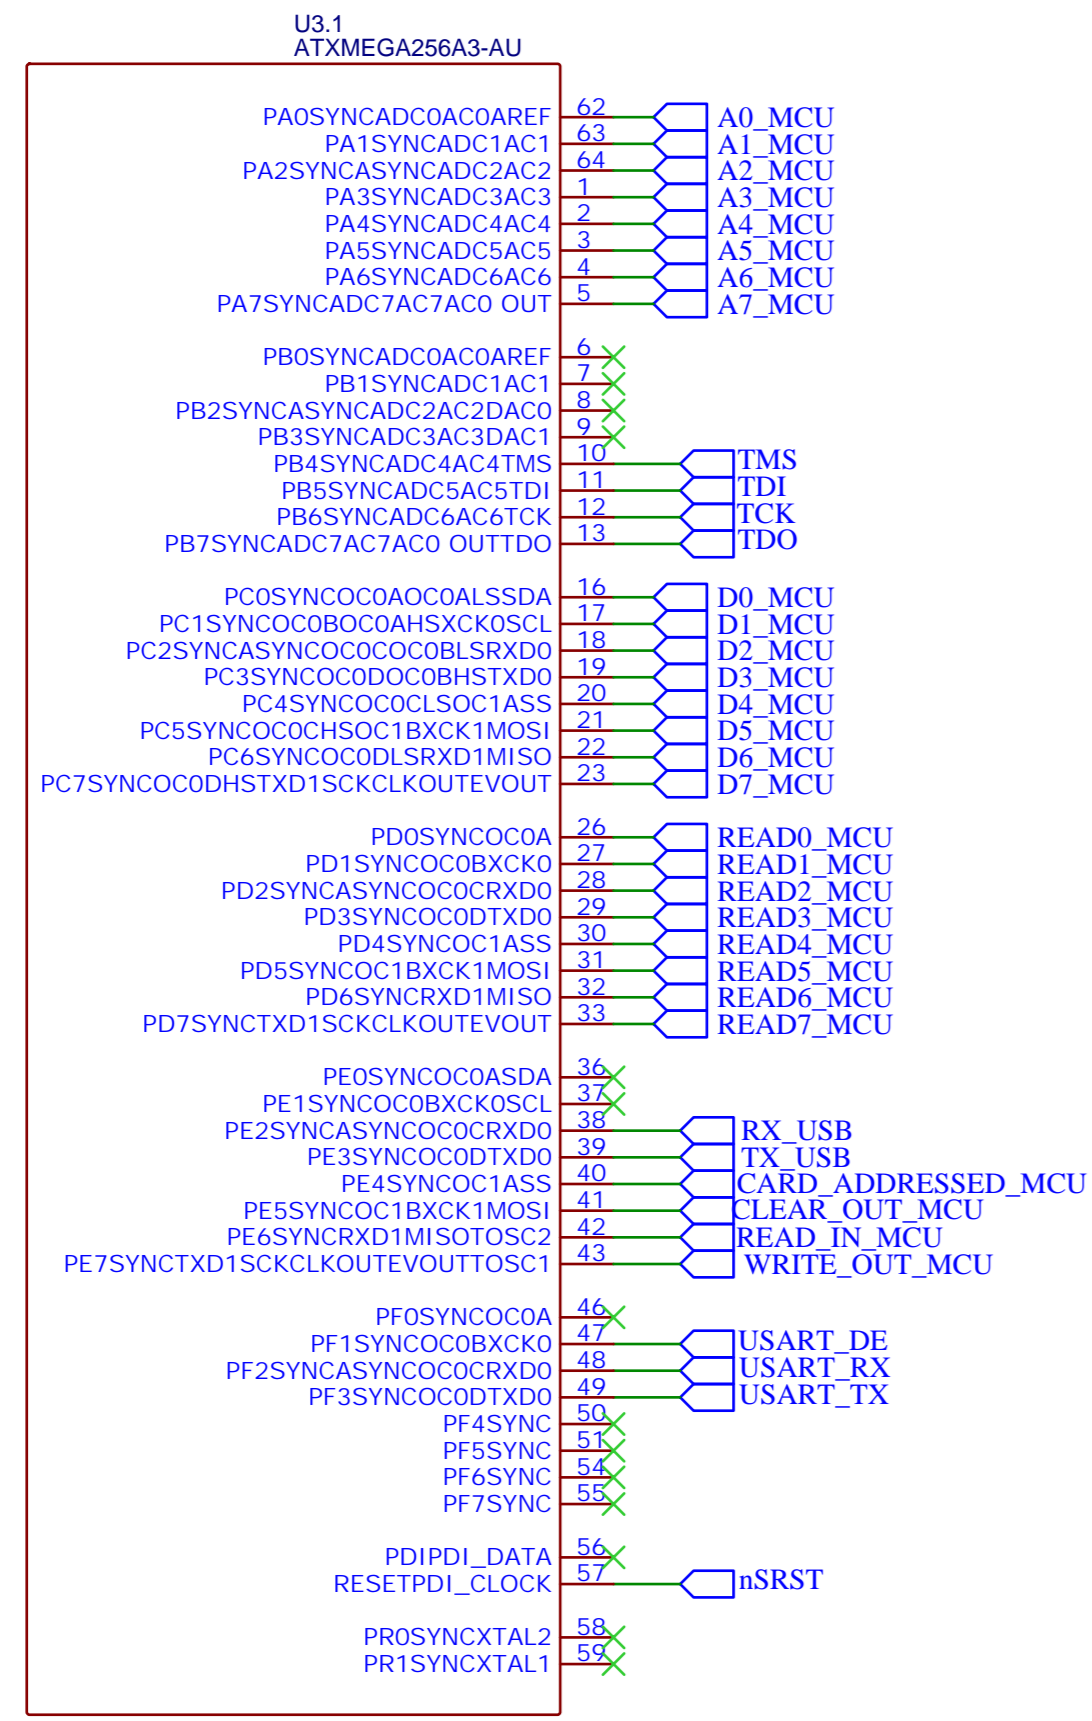 U3.1
ATXMEGA256A3-AU
PA0SYNCADC0AC0AREF 62 A0_MCU
PA1SYNCADC1AC1 63 A1_MCU
PA2SYNCASYNCADC2AC2 64 A2_MCU
PA3SYNCADC3AC3 1 A3_MCU
PA4SYNCADC4AC4 2 A4_MCU
PA5SYNCADC5AC5 3 A5_MCU
PA6SYNCADC6AC6 4 A6_MCU
PA7SYNCADC7AC7AC0 OUT 5 A7_MCU
PB0SYNCADC0AC0AREF 6
PB1SYNCADC1AC1 7
PB2SYNCASYNCADC2AC2DAC0 8
PB3SYNCADC3AC3DAC1 9
PB4SYNCADC4AC4TMS 10 TMS
PB5SYNCADC5AC5TDI 11 TDI
PB6SYNCADC6AC6TCK 12 TCK
PB7SYNCADC7AC7AC0 OUTTDO 13 TDO
PC0SYNCOC0AOC0ALSSDA 16 D0_MCU
PC1SYNCOC0BOC0AHSXCK0SCL 17 D1_MCU
PC2SYNCASYNCOC0COC0BLSRXD0 18 D2_MCU
PC3SYNCOC0DOC0BHSTXD0 19 D3_MCU
PC4SYNCOC0CLSOC1ASS 20 D4_MCU
PC5SYNCOC0CHSOC1BXCK1MOSI 21 D5_MCU
PC6SYNCOC0DLSRXD1MISO 22 D6_MCU
PC7SYNCOC0DHSTXD1SCKCLKOUTEVOUT 23 D7_MCU
PD0SYNCOC0A 26 READ0_MCU
PD1SYNCOC0BXCK0 27 READ1_MCU
PD2SYNCASYNCOC0CRXD0 28 READ2_MCU
PD3SYNCOC0DTXD0 29 READ3_MCU
PD4SYNCOC1ASS 30 READ4_MCU
PD5SYNCOC1BXCK1MOSI 31 READ5_MCU
PD6SYNCRXD1MISO 32 READ6_MCU
PD7SYNCTXD1SCKCLKOUTEVOUT 33 READ7_MCU
PE0SYNCOC0ASDA 36
PE1SYNCOC0BXCK0SCL 37
PE2SYNCASYNCOC0CRXD0 38 RX_USB
PE3SYNCOC0DTXD0 39 TX_USB
PE4SYNCOC1ASS 40 CARD_ADDRESSED_MCU
PE5SYNCOC1BXCK1MOSI 41 CLEAR_OUT_MCU
PE6SYNCRXD1MISOTOSC2 42 READ_IN_MCU
PE7SYNCTXD1SCKCLKOUTEVOUTTOSC1 43 WRITE_OUT_MCU
PF0SYNCOC0A 46
PF1SYNCOC0BXCK0 47 USART_DE
PF2SYNCASYNCOC0CRXD0 48 USART_RX
PF3SYNCOC0DTXD0 49 USART_TX
PF4SYNC 50
PF5SYNC 51
PF6SYNC 54
PF7SYNC 55
PDIPDI_DATA 56
RESETPDI_CLOCK 57 nSRST
PR0SYNCXTAL2 58
PR1SYNCXTAL1 59